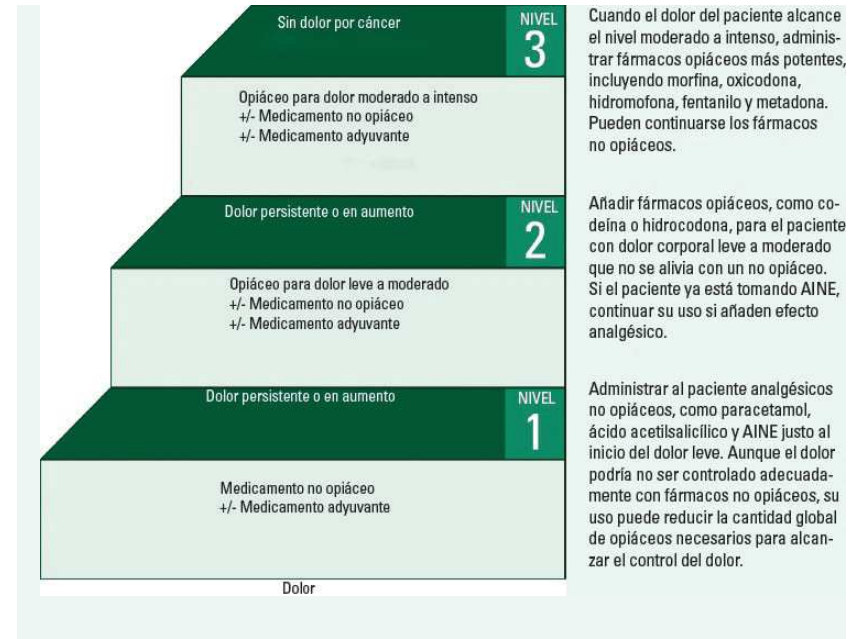 Sin dolor por cáncer
NIVEL
3
Opiáceo para dolor moderado a intenso
+/- Medicamento no opiáceo
+/- Medicamento adyuvante
Cuando el dolor del paciente alcance
el nivel moderado a intenso, adminis-
trar fármacos opiáceos más potentes,
incluyendo morfina, oxicodona,
hidromofona, fentanilo y metadona.
Pueden continuarse los fármacos
no opiáceos.
Dolor persistente o en aumento
NIVEL
2
Opiáceo para dolor leve a moderado
+/- Medicamento no opiáceo
+/- Medicamento adyuvante
Añadir fármacos opiáceos, como co-
deína o hidrocodona, para el paciente
con dolor corporal leve a moderado
que no se alivia con un no opiáceo.
Si el paciente ya está tomando AINE,
continuar su uso si añaden efecto
analgésico.
Dolor persistente o en aumento
NIVEL
1
Medicamento no opiáceo
+/- Medicamento adyuvante
Administrar al paciente analgésicos
no opiáceos, como paracetamol,
ácido acetilsalicílico y AINE justo al
inicio del dolor leve. Aunque el dolor
podría no ser controlado adecuada-
mente con fármacos no opiáceos, su
uso puede reducir la cantidad global
de opiáceos necesarios para alcan-
zar el control del dolor.
Dolor